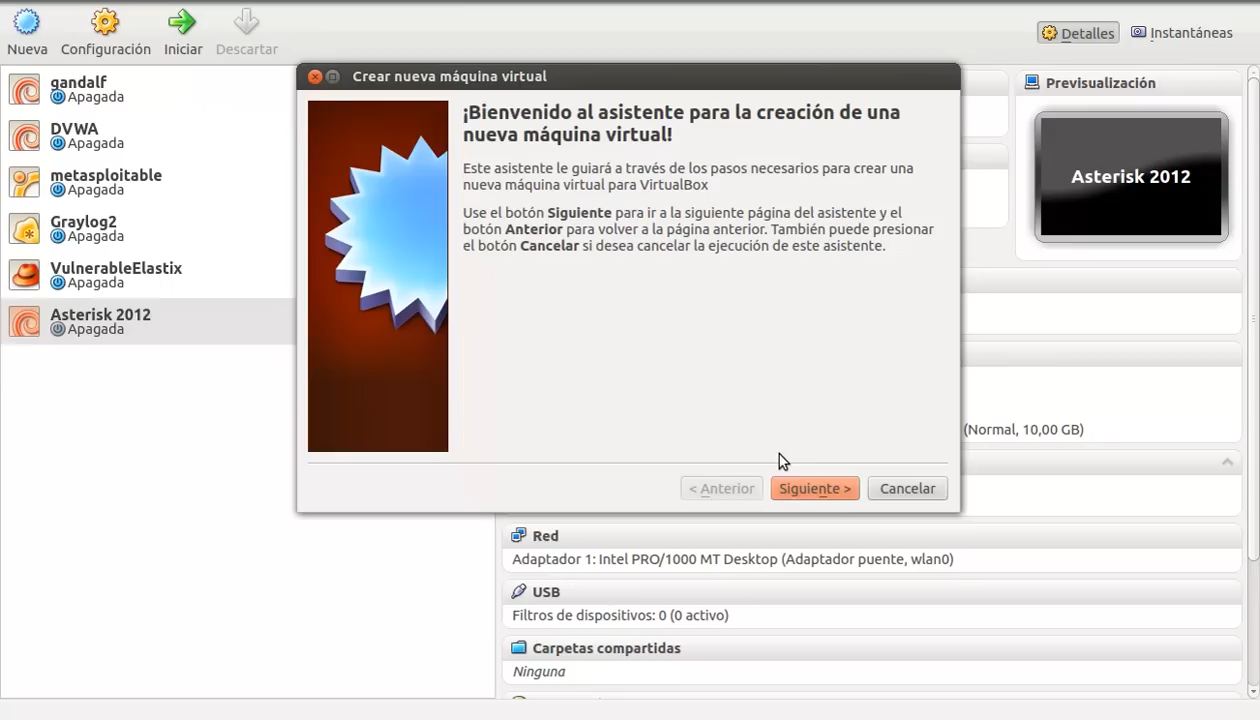 Nueva
Configuración
Iniciar
Descartar
Detalles
Instantáneas
gandalf
Apagada
DVWA
Apagada
metasploitable
Apagada
Graylog2
Apagada
VulnerableElastix
Apagada
Asterisk 2012
Apagada
Crear nueva máquina virtual
¡Bienvenido al asistente para la creación de una
nueva máquina virtual!
Este asistente le guiará a través de los pasos necesarios para crear una
nueva máquina virtual para VirtualBox
Use el botón Siguiente para ir a la siguiente página del asistente y el
botón Anterior para volver a la página anterior. También puede presionar
el botón Cancelar si desea cancelar la ejecución de este asistente.
< Anterior
Siguiente >
Cancelar
Previsualización
Asterisk 2012
(Normal, 10,00 GB)
Red
Adaptador 1: Intel PRO/1000 MT Desktop (Adaptador puente, wlan0)
USB
Filtros de dispositivos: 0 (0 activo)
Carpetas compartidas
Ninguna